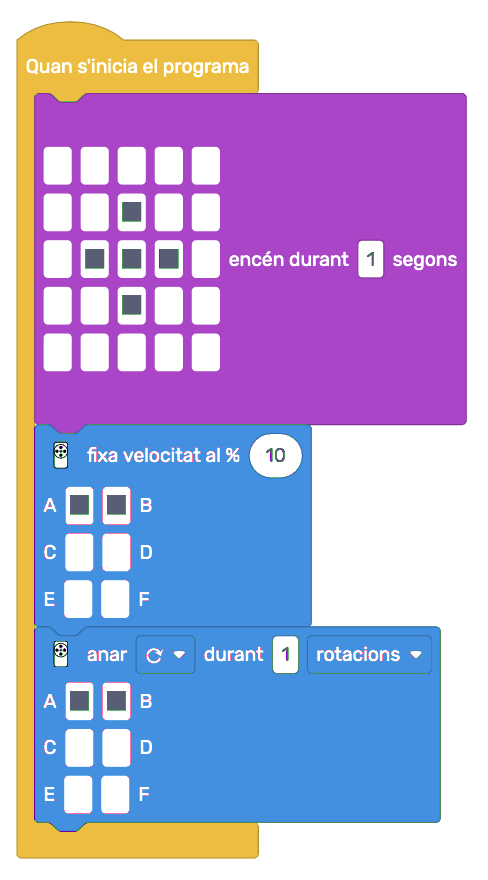 Quan s'inicia el programa
encén durant 1 segons
fixa velocitat al % 10
A B
C D
E F
anar durant 1 rotacions
A B
C D
E F